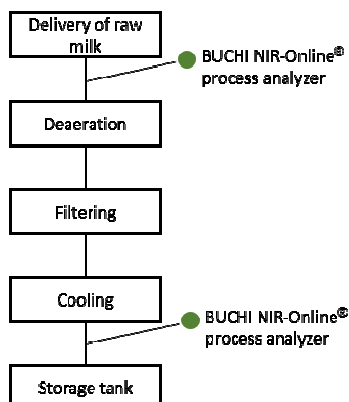 Delivery of raw
milk
BUCHI NIR-Online®
process analyzer
Deaeration
Filtering
Cooling
BUCHI NIR-Online®
process analyzer
Storage tank